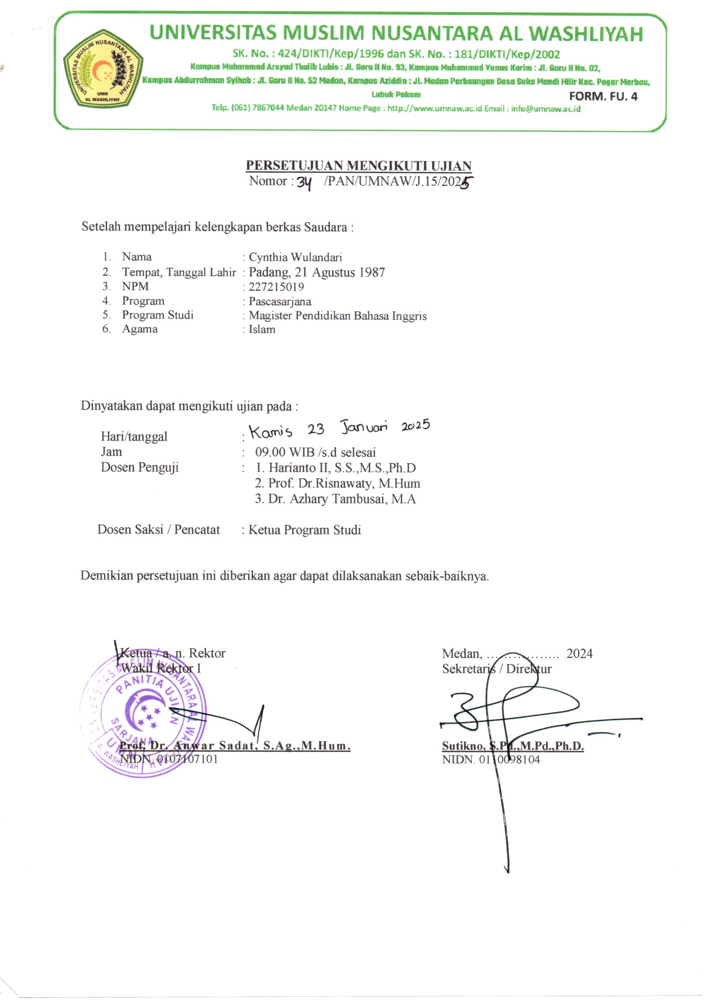 UNIVERSITAS MUSLIM NUSANTARA AL WASHLIYAH
UMN
AL WASHLIYAH
UNIVERSITAS MUSLIM NUSANTARA AL WASHLIYAH
SK. No. : 424/DIKTI/Kep/1996 dan SK. No. : 181/DIKTI/Kep/2002
Kampus Muhammad Arsyad Thalib Lubis : Jl. Garu II No. 93, Kampus Muhammad Yunus Karim : Jl. Garu II No. 02,
Kampus Abdurrahman Syihab : Jl. Garu II No. 52 Medan, Kampus Aziddin : Jl. Medan Perbaungan Desa Suka Mandi Hilir Kec. Pagar Merbau,
Lubuk Pakam
FORM. FU. 4
Telp. (061) 7867044 Medan 20147 Home Page : http://www.umnaw.ac.id Email : info@umnaw.ac.id
PERSETUJUAN MENGIKUTI UJIAN
Nomor : 34 /PAN/UMNAW/J.15/2025
Setelah mempelajari kelengkapan berkas Saudara :
1. Nama : Cynthia Wulandari
2. Tempat, Tanggal Lahir : Padang, 21 Agustus 1987
3. NPM : 227215019
4. Program : Pascasarjana
5. Program Studi : Magister Pendidikan Bahasa Inggris
6. Agama : Islam
Dinyatakan dapat mengikuti ujian pada :
Hari/tanggal : Kamis 23 Januari 2025
Jam : 09.00 WIB /s.d selesai
Dosen Penguji : 1. Harianto II, S.S.,M.S.,Ph.D
2. Prof. Dr.Risnawaty, M.Hum
3. Dr. Azhary Tambusai, M.A
Dosen Saksi / Pencatat : Ketua Program Studi
Demikian persetujuan ini diberikan agar dapat dilaksanakan sebaik-baiknya.
Ketua / a. n. Rektor
Wakil Rektor I
UNIVERSITAS MUSLIM NUSANTARA AL WASHLIYAH
PANITIA UJIAN
SARJANA
UMN
AL WASHLIYAH
Prof. Dr. Anwar Sadat, S.Ag.,M.Hum.
NIDN. 0107107101
Medan, ................. 2024
Sekretaris / Direktur
Sutikno, S.Pd.,M.Pd.,Ph.D.
NIDN. 0110098104